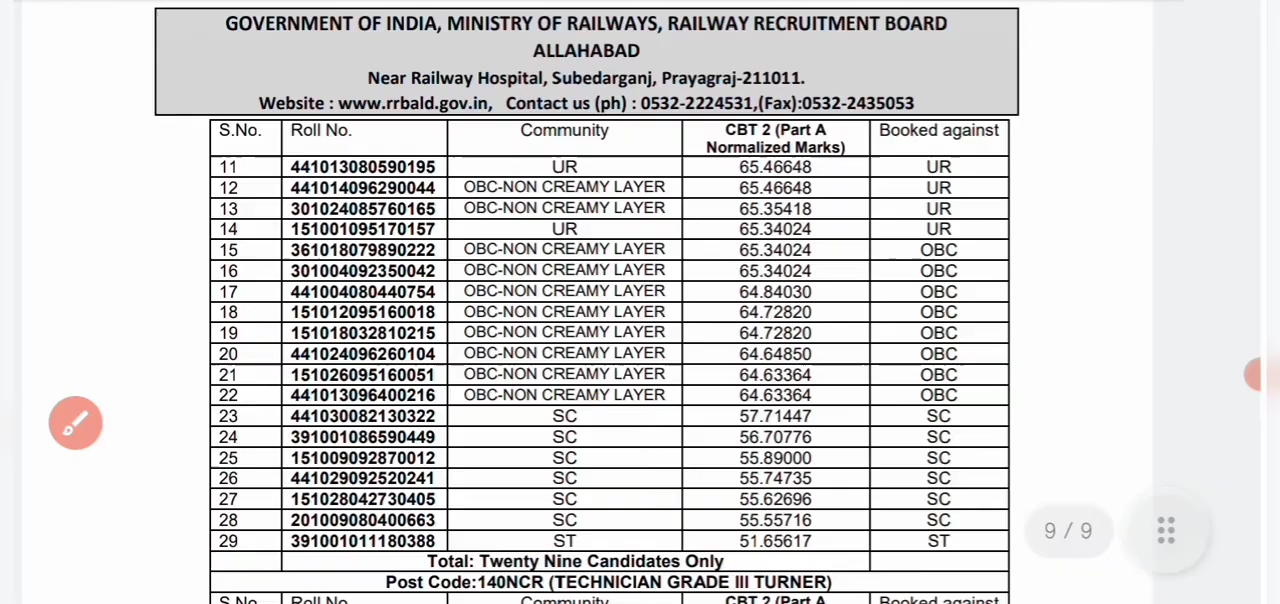 GOVERNMENT OF INDIA, MINISTRY OF RAILWAYS, RAILWAY RECRUITMENT BOARD
ALLAHABAD
Near Railway Hospital, Subedarganj, Prayagraj-211011.
Website : www.rrbald.gov.in, Contact us (ph) : 0532-2224531,(Fax):0532-2435053
S.No. Roll No. Community CBT 2 (Part A Normalized Marks) Booked against
11 441013080590195 UR 65.46648 UR
12 441014096290044 OBC-NON CREAMY LAYER 65.46648 UR
13 301024085760165 OBC-NON CREAMY LAYER 65.35418 UR
14 151001095170157 UR 65.34024 UR
15 361018079890222 OBC-NON CREAMY LAYER 65.34024 OBC
16 301004092350042 OBC-NON CREAMY LAYER 65.34024 OBC
17 441004080440754 OBC-NON CREAMY LAYER 64.84030 OBC
18 151012095160018 OBC-NON CREAMY LAYER 64.72820 OBC
19 151018032810215 OBC-NON CREAMY LAYER 64.72820 OBC
20 441024096260104 OBC-NON CREAMY LAYER 64.64850 OBC
21 151026095160051 OBC-NON CREAMY LAYER 64.63364 OBC
22 441013096400216 OBC-NON CREAMY LAYER 64.63364 OBC
23 441030082130322 SC 57.71447 SC
24 391001086590449 SC 56.70776 SC
25 151009092870012 SC 55.89000 SC
26 441029092520241 SC 55.74735 SC
27 151028042730405 SC 55.62696 SC
28 201009080400663 SC 55.55716 SC
29 391001011180388 ST 51.65617 ST
Total: Twenty Nine Candidates Only
Post Code:140NCR (TECHNICIAN GRADE III TURNER)
S.No. Roll No. Community CBT 2 (Part A Booked against
9 / 9